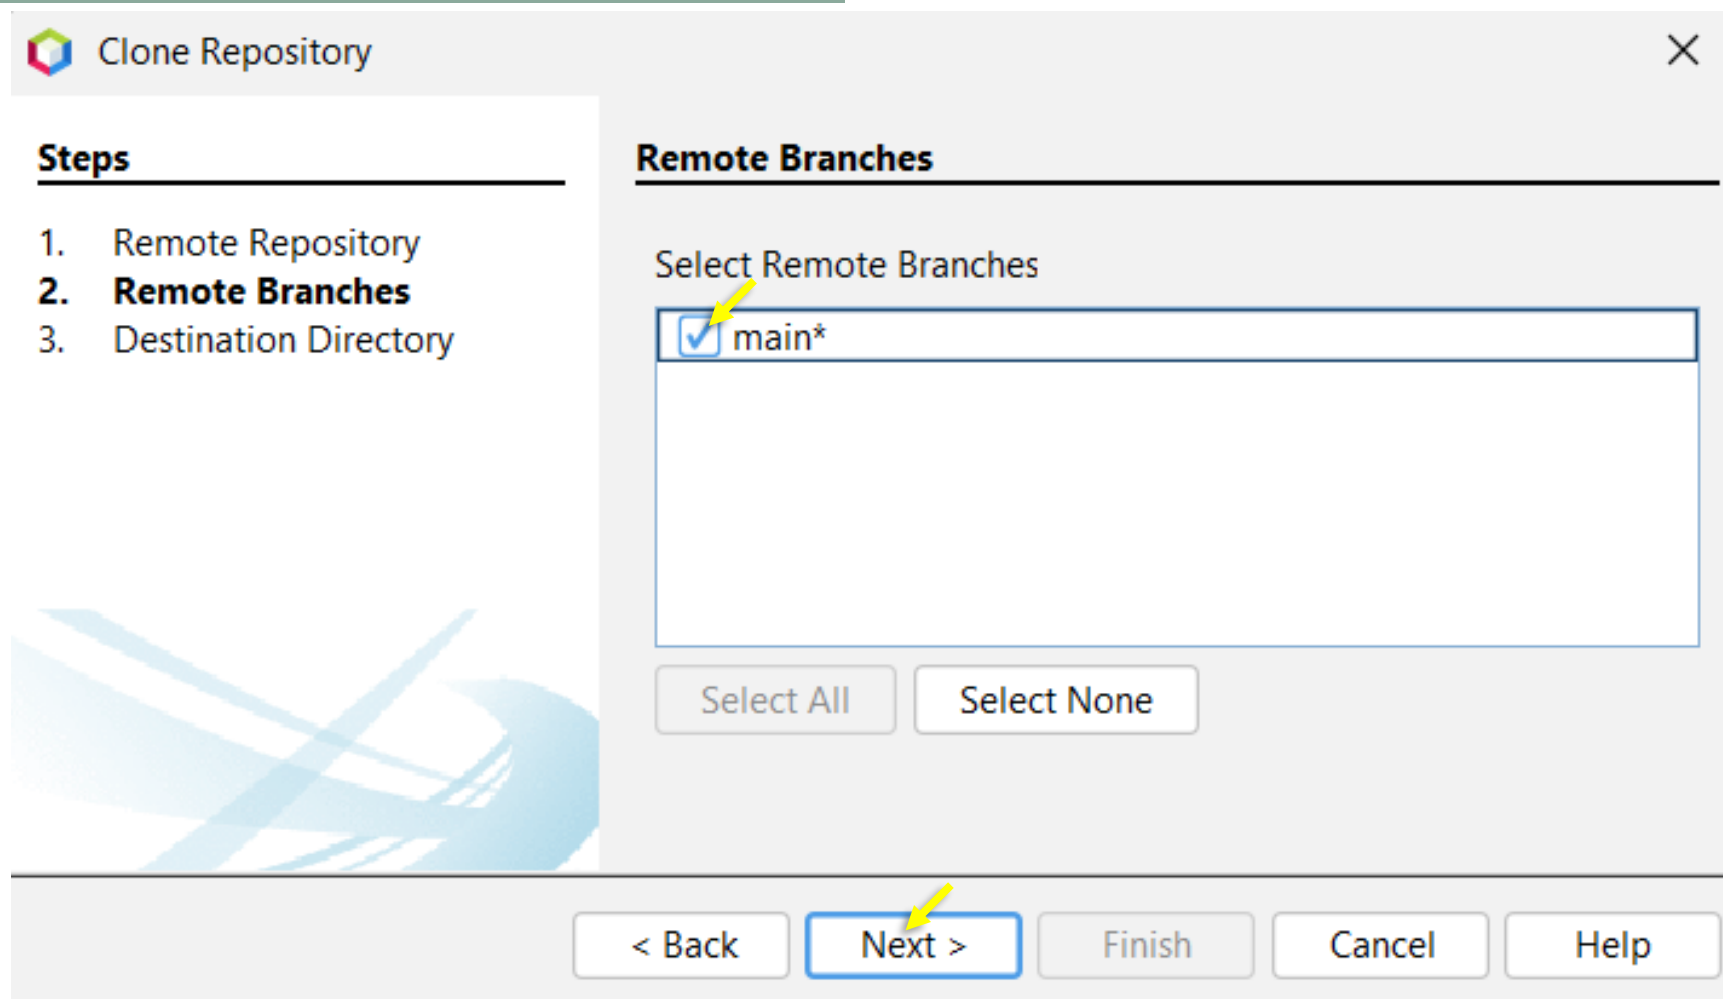 Clone Repository
Steps
1. Remote Repository
2. Remote Branches
3. Destination Directory
Remote Branches
Select Remote Branches
main*
Select All
Select None
< Back
Next >
Finish
Cancel
Help